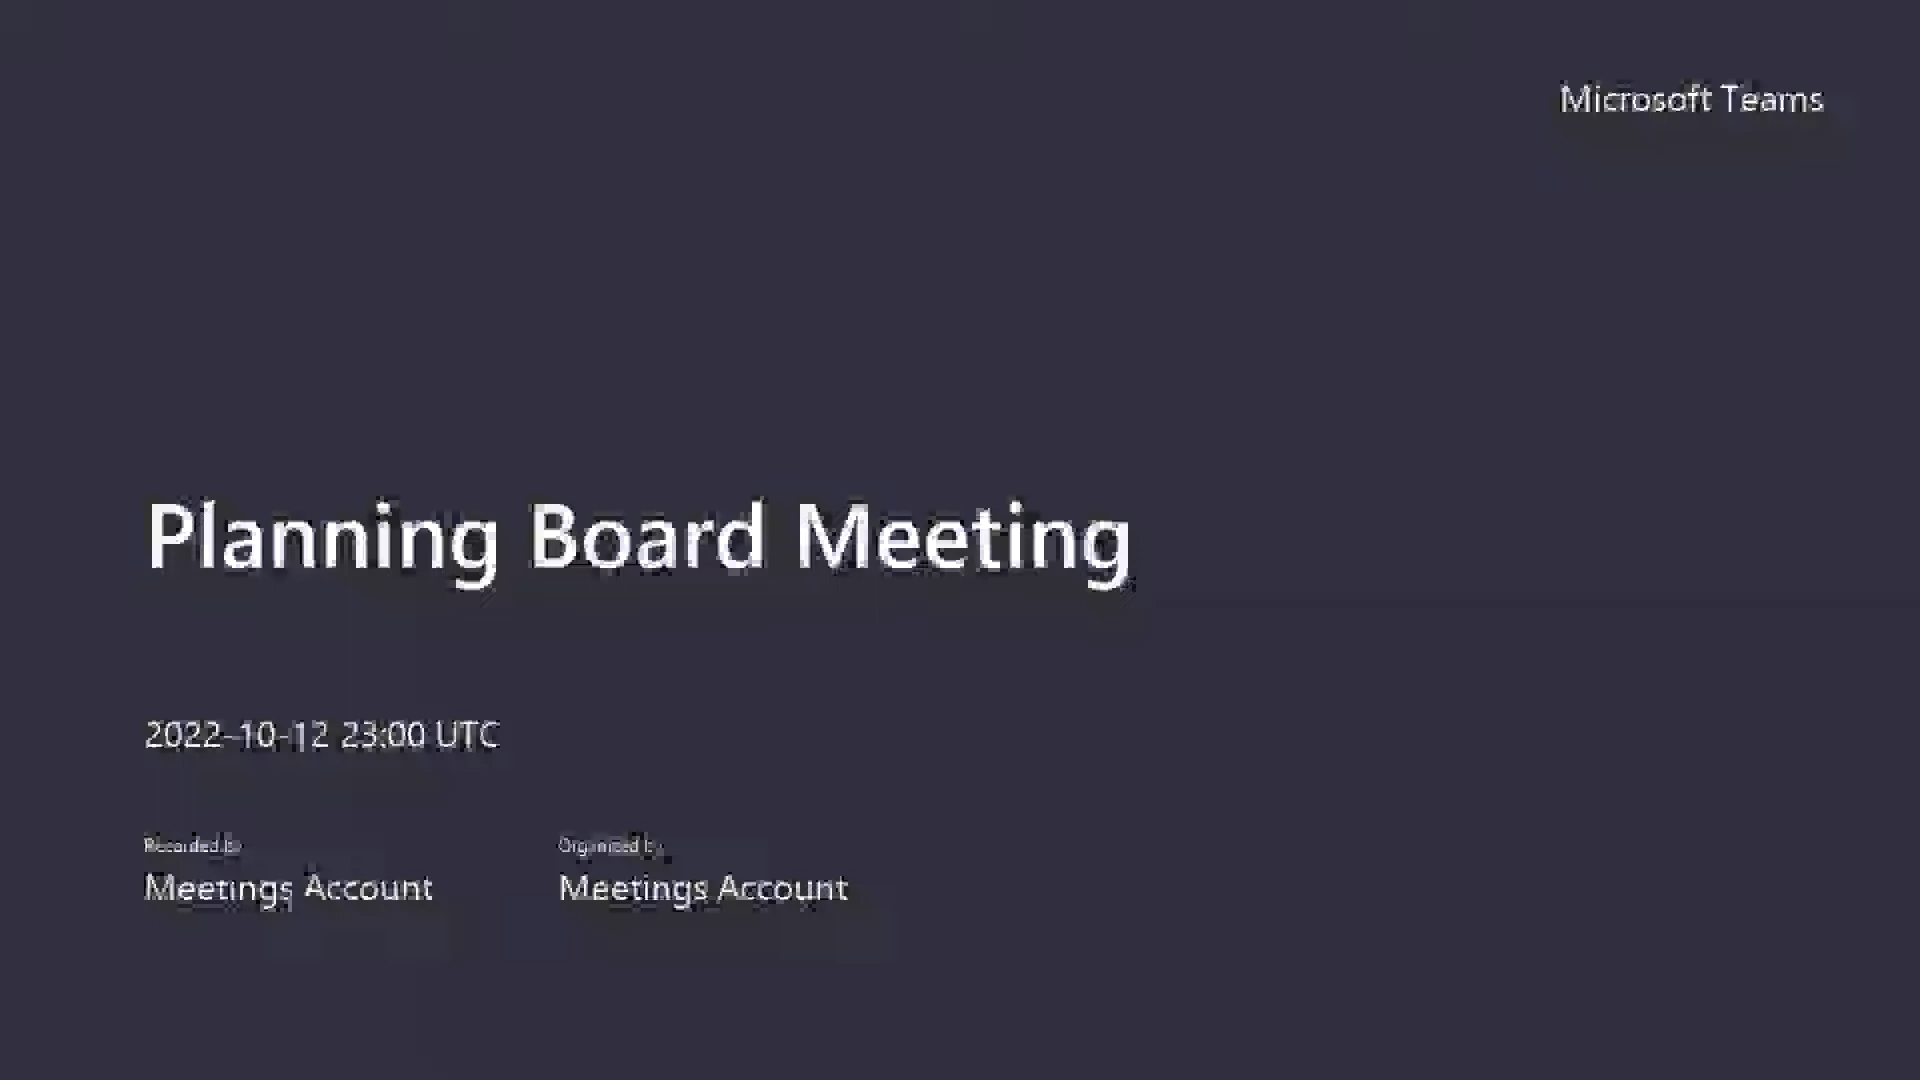 Microsoft Teams
Planning Board Meeting
2022-10-12 23:00 UTC
Recorded by
Organized by
Meetings Account
Meetings Account